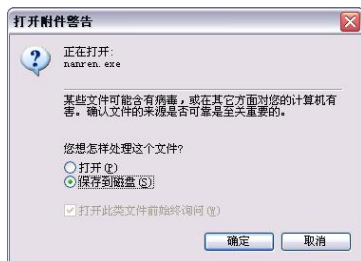 打开附件警告
正在打开:
nanren.exe
某些文件可能含有病毒，或在其它方面对您的计算机有
害。确认文件的来源是否可靠是至关重要的。
您想怎样处理这个文件?
打开(P)
保存到磁盘(S)
打开此类文件前始终询问(W)
确定
取消